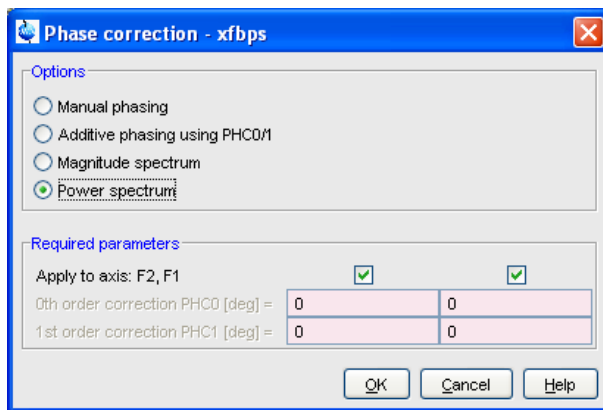 Phase correction - xfbps
Options
Manual phasing
Additive phasing using PHC0/1
Magnitude spectrum
Power spectrum
Required parameters
Apply to axis: F2, F1
0th order correction PHC0 [deg] = 0 0
1st order correction PHC1 [deg] = 0 0
OK Cancel Help